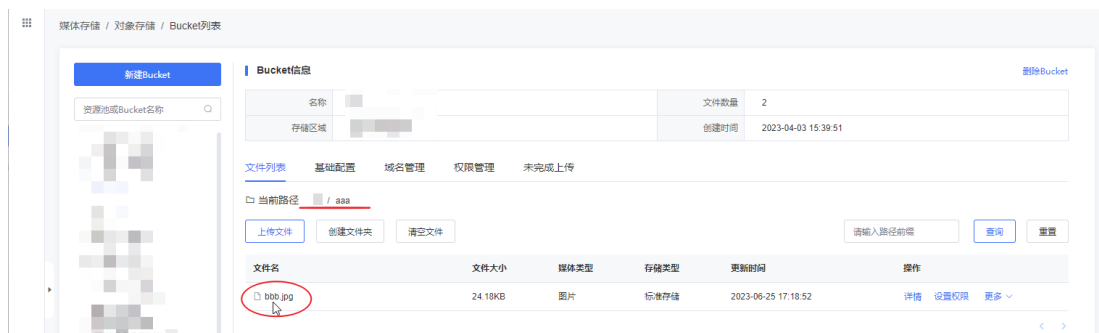 媒体存储 / 对象存储 / Bucket列表
新建Bucket
资源池或Bucket名称
Bucket信息
删除Bucket
名称
文件数量 2
存储区域
创建时间 2023-04-03 15:39:51
文件列表 基础配置 域名管理 权限管理 未完成上传
当前路径 / aaa
上传文件 创建文件夹 清空文件 请输入路径前缀 查询 重置
文件名 文件大小 媒体类型 存储类型 更新时间 操作
bbb.jpg 24.18KB 图片 标准存储 2023-06-25 17:18:52 详情 设置权限 更多